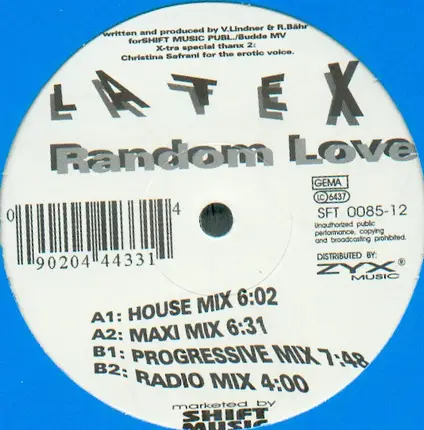 written and produced by V.Lindner & R.Bähr
forSHIFT MUSIC PUBL./Budde MV
X-tra special thanx 2:
Christina Safrani for the erotic voice.
LATEX
Random Love
GEMA
LC 6437
SFT 0085-12
Unauthorized public
performance, copying
and broadcasting prohibited.
DISTRIBUTED BY:
ZYX®
MUSIC
0 90204 44331 4
A1: HOUSE MIX 6:02
A2: MAXI MIX 6:31
B1: PROGRESSIVE MIX 7:48
B2: RADIO MIX 4:00
marketed by
SHIFT
MUSIC